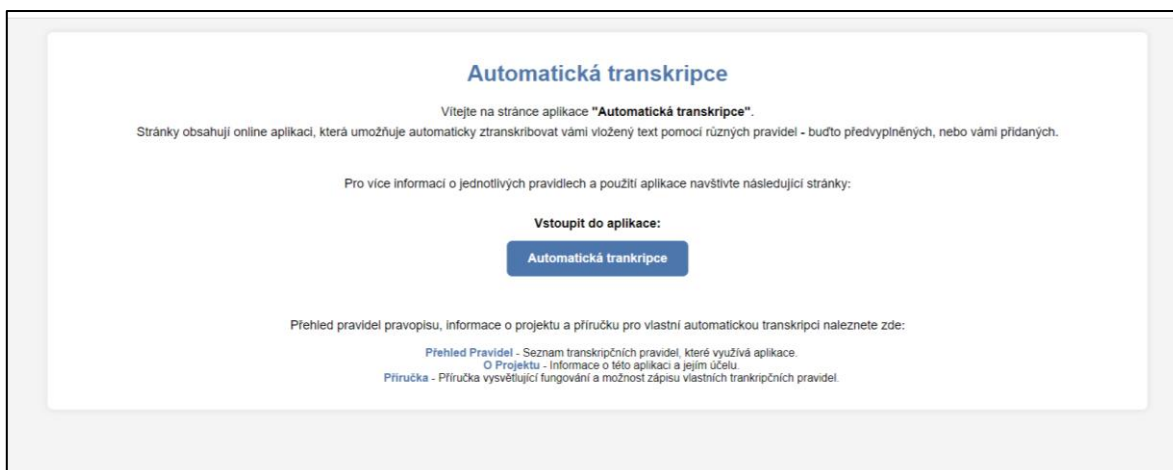 Automatická transkripce
Vítejte na stránce aplikace "Automatická transkripce".
Stránky obsahují online aplikaci, která umožňuje automaticky ztranskribovat vámi vložený text pomocí různých pravidel - buďto předvyplněných, nebo vámi přidaných.
Pro více informací o jednotlivých pravidlech a použití aplikace navštivte následující stránky:
Vstoupit do aplikace:
Automatická trankripce
Přehled pravidel pravopisu, informace o projektu a příručku pro vlastní automatickou transkripci naleznete zde:
Přehled Pravidel - Seznam transkripčních pravidel, které využívá aplikace.
O Projektu - Informace o této aplikaci a jejím účelu.
Příručka - Příručka vysvětlující fungování a možnost zápisu vlastních trankripčních pravidel.